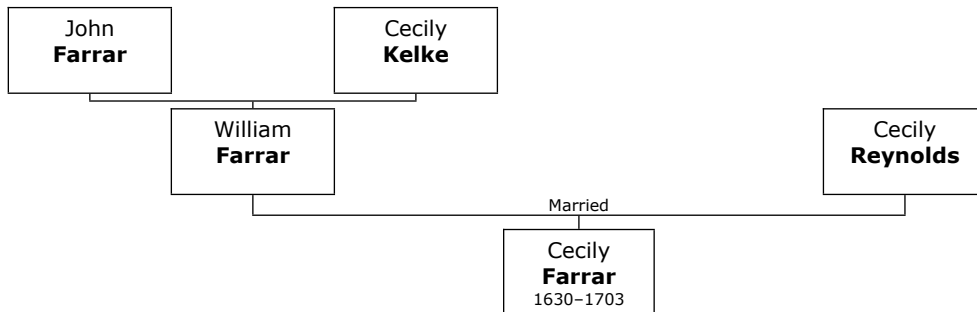 John
Farrar
Cecily
Kelke
William
Farrar
Cecily
Reynolds
Married
Cecily
Farrar
1630–1703